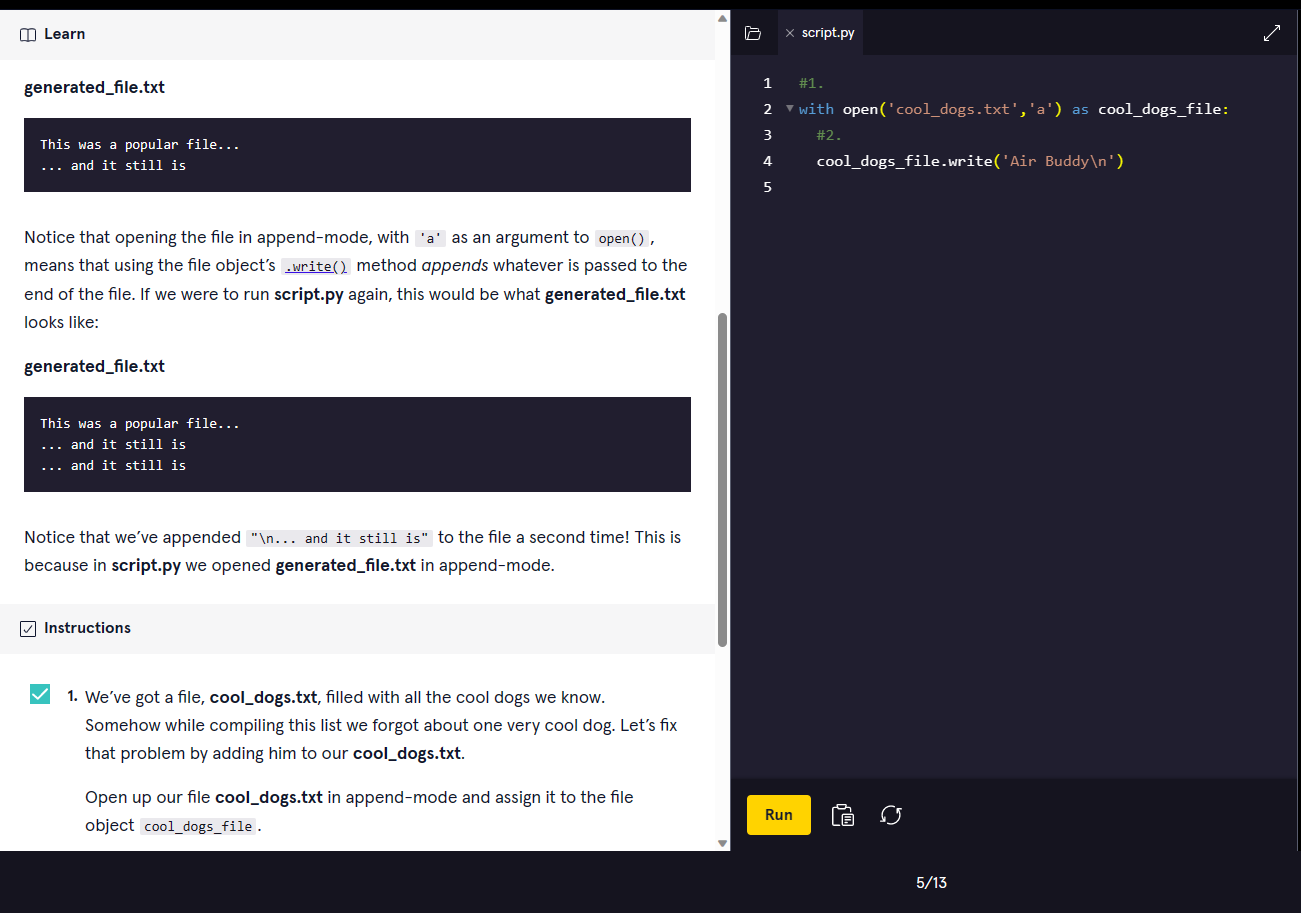 Learn
generated_file.txt
This was a popular file...
... and it still is
Notice that opening the file in append-mode, with 'a' as an argument to open(),
means that using the file object’s .write() method appends whatever is passed to the
end of the file. If we were to run script.py again, this would be what generated_file.txt
looks like:
generated_file.txt
This was a popular file...
... and it still is
... and it still is
Notice that we’ve appended "\n... and it still is" to the file a second time! This is
because in script.py we opened generated_file.txt in append-mode.
Instructions
1. We’ve got a file, cool_dogs.txt, filled with all the cool dogs we know.
Somehow while compiling this list we forgot about one very cool dog. Let’s fix
that problem by adding him to our cool_dogs.txt.
Open up our file cool_dogs.txt in append-mode and assign it to the file
object cool_dogs_file.
script.py
1 #1.
2 with open('cool_dogs.txt','a') as cool_dogs_file:
3 #2.
4 cool_dogs_file.write('Air Buddy\n')
5
Run
5/13